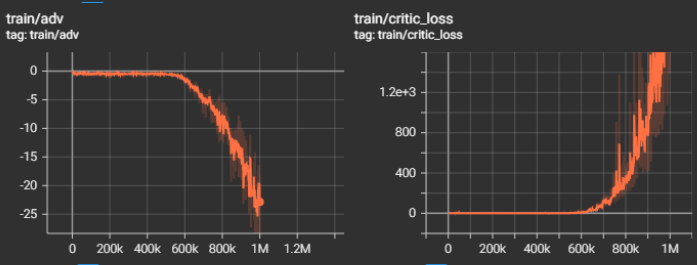 train/adv
tag: train/adv
0
-5
-10
-15
-20
-25
0 200k 400k 600k 800k 1M 1.2M
train/critic_loss
tag: train/critic_loss
1.2e+3
800
400
0
0 200k 400k 600k 800k 1M